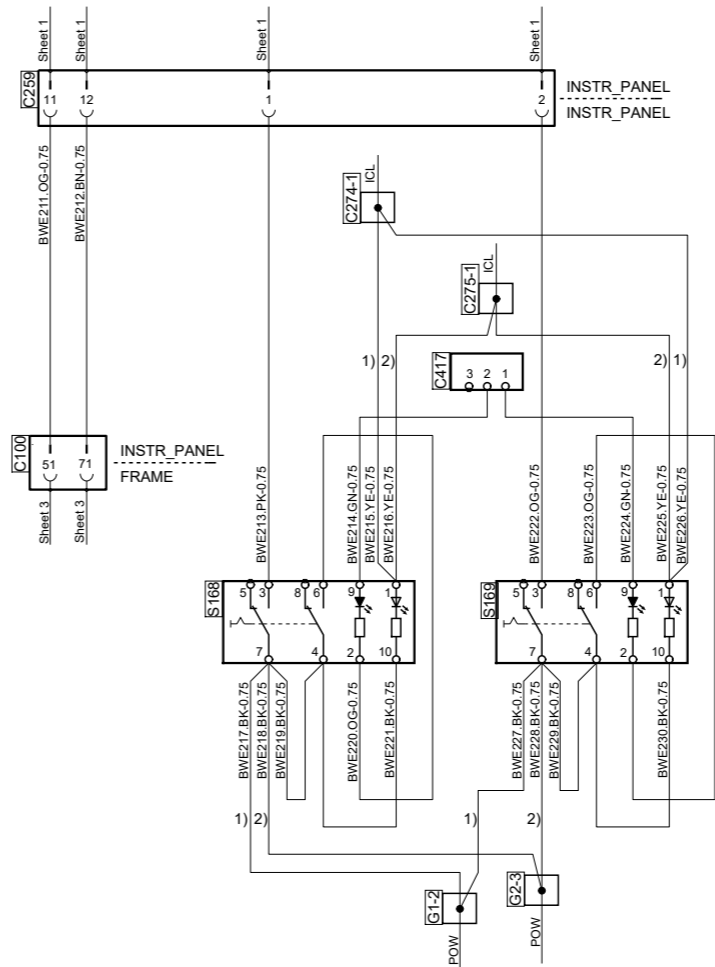 Sheet 1
Sheet 1
Sheet 1
Sheet 1
C259
11
12
1
2
INSTR_PANEL
INSTR_PANEL
BWE211.OG-0.75
BWE212.BN-0.75
C274-1
ICL
C275-1
ICL
1) 2)
2) 1)
C417
3
2
1
C100
51
71
INSTR_PANEL
FRAME
Sheet 3
Sheet 3
BWE213.PK-0.75
BWE214.GN-0.75
BWE215.YE-0.75
BWE216.YE-0.75
BWE222.OG-0.75
BWE223.OG-0.75
BWE224.GN-0.75
BWE225.YE-0.75
BWE226.YE-0.75
S168
5
3
8
6
9
1
7
4
2
10
S169
5
3
8
6
9
1
7
4
2
10
BWE217.BK-0.75
BWE218.BK-0.75
BWE219.BK-0.75
BWE220.OG-0.75
BWE221.BK-0.75
BWE227.BK-0.75
BWE228.BK-0.75
BWE229.BK-0.75
BWE230.BK-0.75
1) 2)
1)
2)
G1-2
POW
G2-3
POW